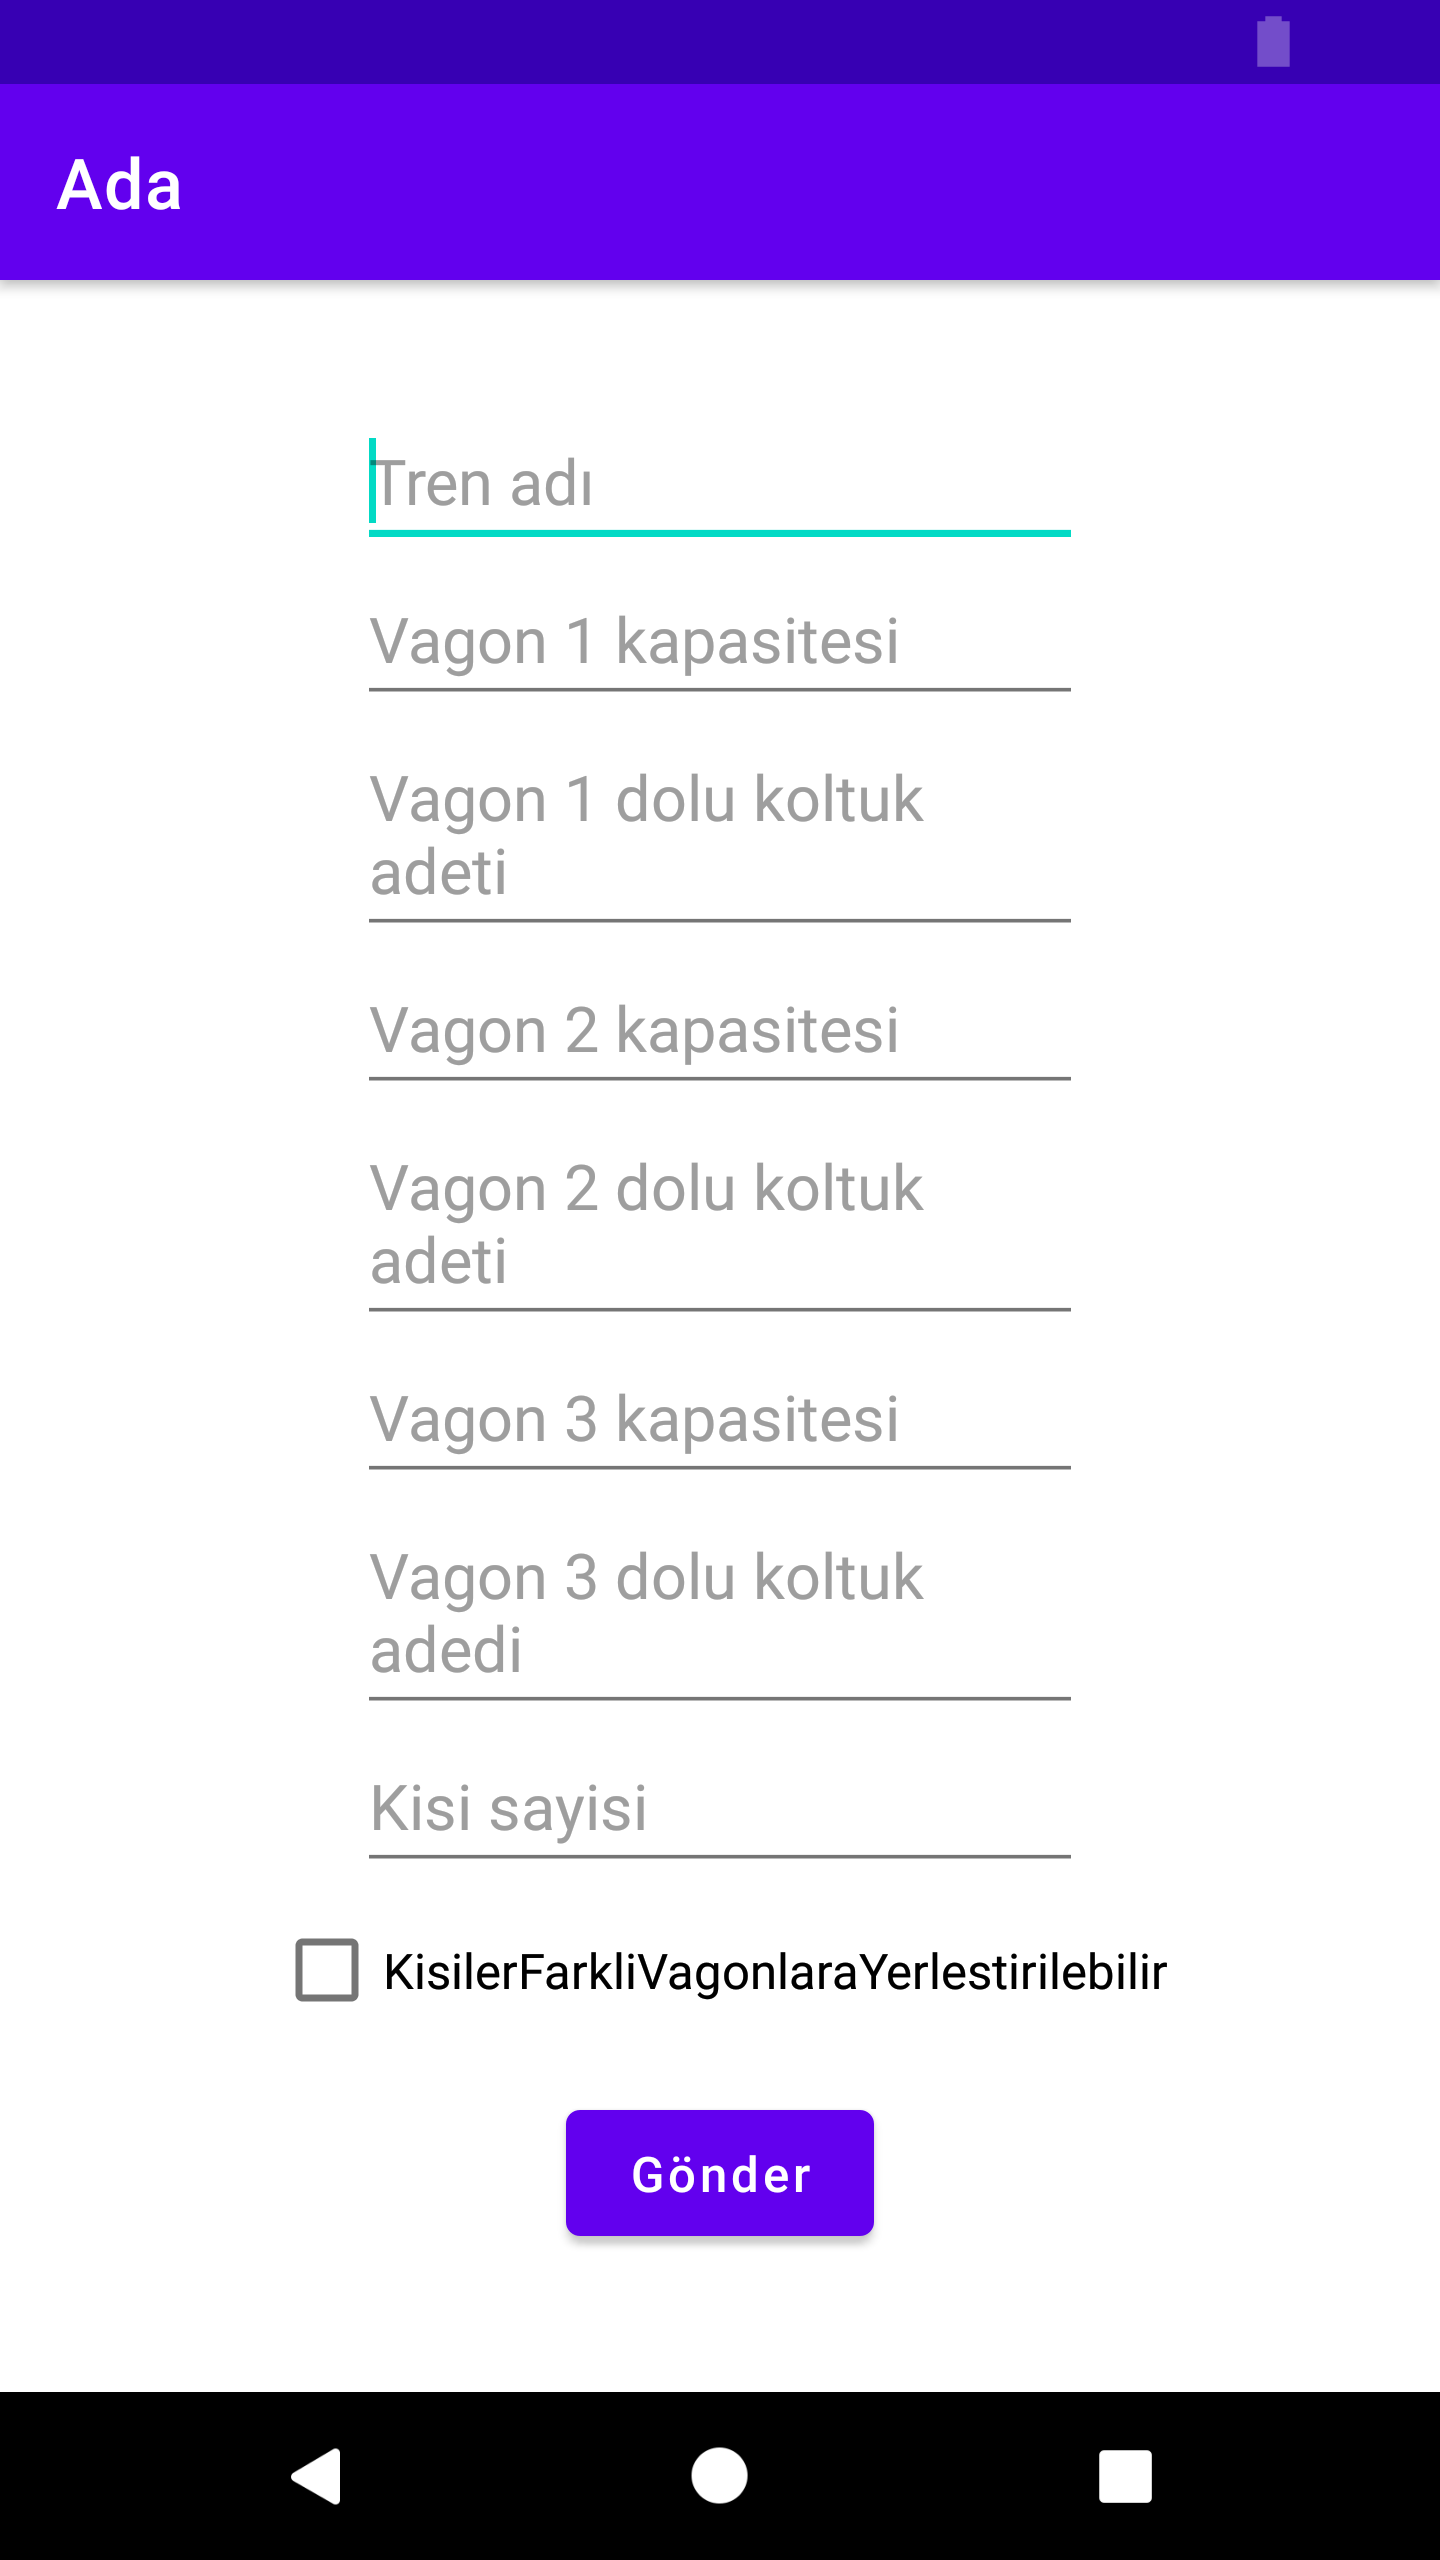 Ada
Tren adı
Vagon 1 kapasitesi
Vagon 1 dolu koltuk
adeti
Vagon 2 kapasitesi
Vagon 2 dolu koltuk
adeti
Vagon 3 kapasitesi
Vagon 3 dolu koltuk
adedi
Kisi sayisi
KisilerFarkliVagonlaraYerlestirilebilir
Gönder